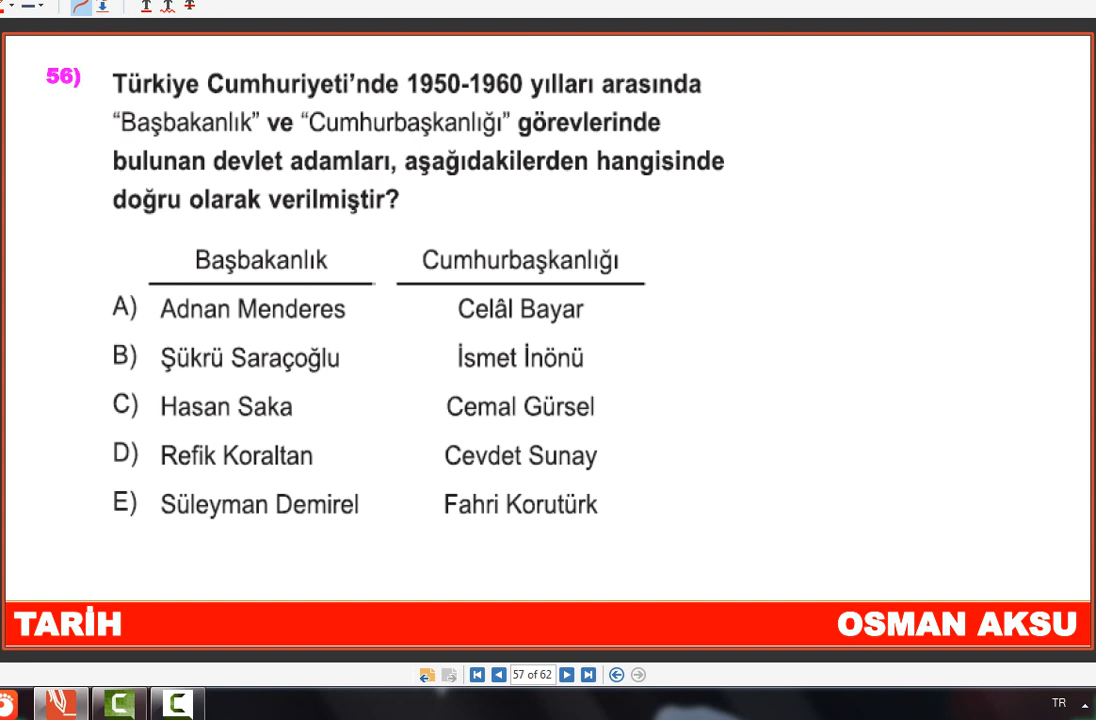 56)
Türkiye Cumhuriyeti’nde 1950-1960 yılları arasında
“Başbakanlık” ve “Cumhurbaşkanlığı” görevlerinde
bulunan devlet adamları, aşağıdakilerden hangisinde
doğru olarak verilmiştir?
Başbakanlık Cumhurbaşkanlığı
A) Adnan Menderes Celâl Bayar
B) Şükrü Saraçoğlu İsmet İnönü
C) Hasan Saka Cemal Gürsel
D) Refik Koraltan Cevdet Sunay
E) Süleyman Demirel Fahri Korutürk
TARİH OSMAN AKSU
57 of 62
TR